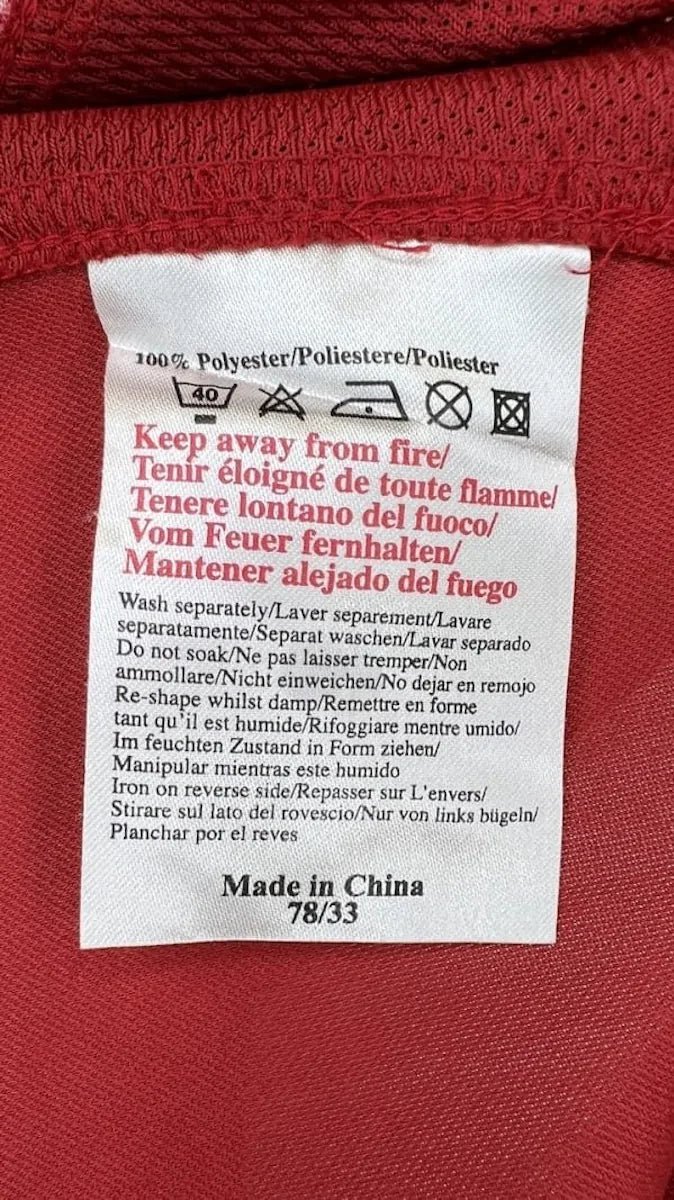 100% Polyester/Poliestere/Poliester
40
Keep away from fire/
Tenir éloigné de toute flamme/
Tenere lontano del fuoco/
Vom Feuer fernhalten/
Mantener alejado del fuego
Wash separately/Laver separement/Lavare
separatamente/Separat waschen/Lavar separado
Do not soak/Ne pas laisser tremper/Non
ammollare/Nicht einweichen/No dejar en remojo
Re-shape whilst damp/Remettre en forme
tant qu'il est humide/Rifoggiare mentre umido/
Im feuchten Zustand in Form ziehen/
Manipular mientras este humido
Iron on reverse side/Repasser sur L'envers/
Stirare sul lato del rovescio/Nur von links bügeln/
Planchar por el reves
Made in China
78/33